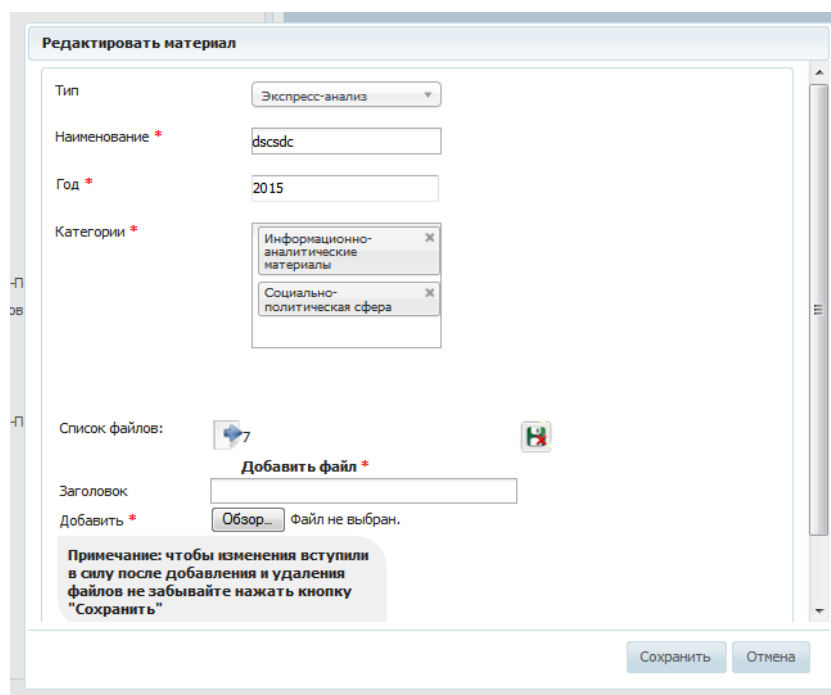 Редактировать материал
Тип
Экспресс-анализ
Наименование *
dscsdc
Год *
2015
Категории *
Информационно-
аналитические
материалы
Социально-
политическая сфера
-П
ов
-П
Список файлов:
7
Добавить файл *
Заголовок
Добавить *
Обзор... Файл не выбран.
Примечание: чтобы изменения вступили
в силу после добавления и удаления
файлов не забывайте нажать кнопку
"Сохранить"
Сохранить Отмена